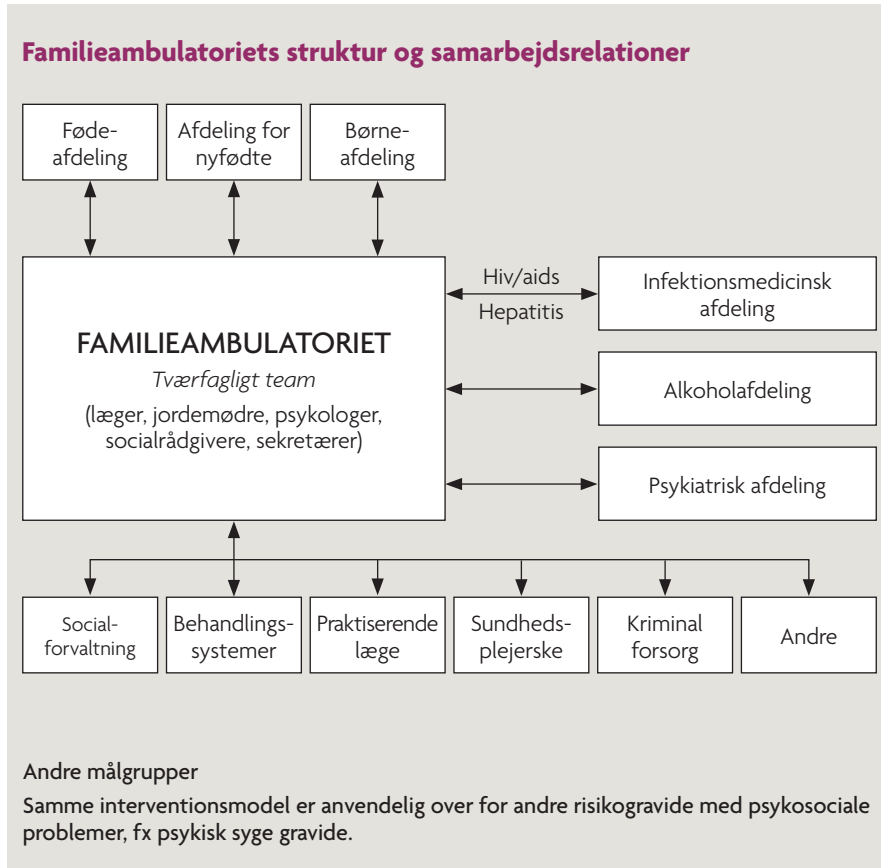 Familieambulatoriets struktur og samarbejdsrelationer
Føde-
afdeling
Afdeling for
nyfødte
Børne-
afdeling
FAMILIEAMBULATORIET
Tværfagligt team
(læger, jordemødre, psykologer,
socialrådgivere, sekretærer)
Hiv/aids
Hepatitis
Infektionsmedicinsk
afdeling
Alkoholafdeling
Psykiatrisk afdeling
Social-
forvaltning
Behandlings-
systemer
Praktiserende
læge
Sundheds-
plejerske
Kriminal
forsorg
Andre
Andre målgrupper
Samme interventionsmodel er anvendelig over for andre risikogravide med psykosociale
problemer, fx psykisk syge gravide.